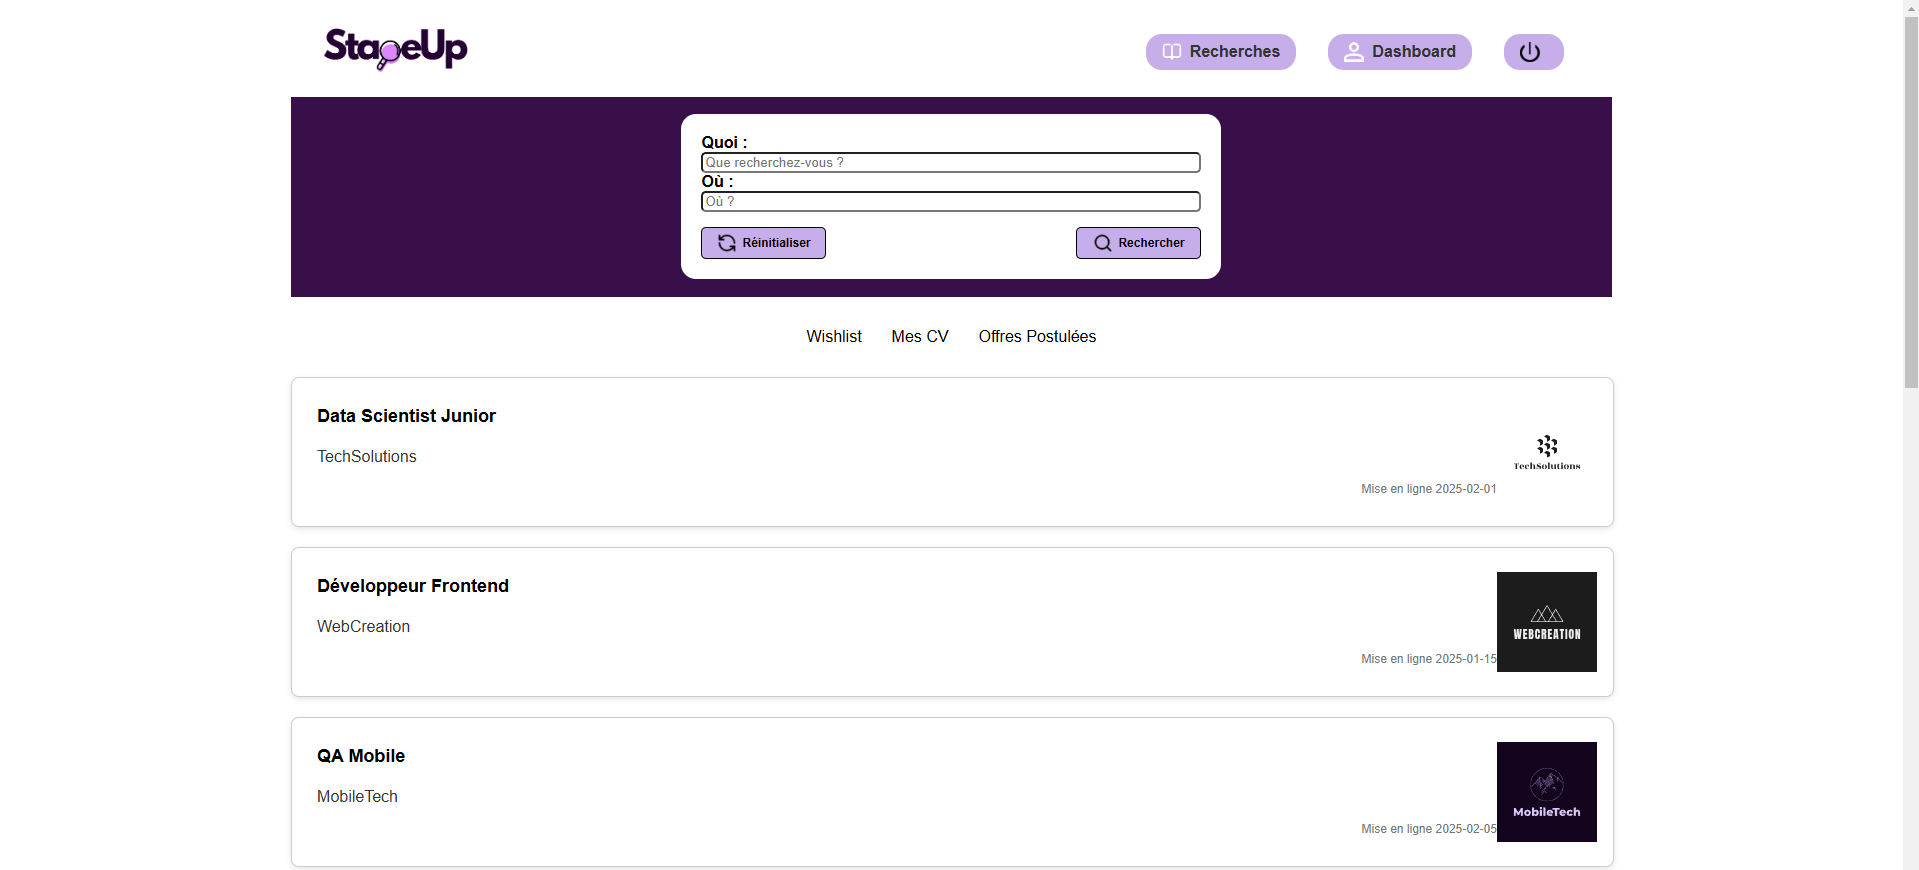 StageUp
Recherches
Dashboard
Quoi :
Que recherchez-vous ?
Où :
Où ?
Réinitialiser
Rechercher
Wishlist
Mes CV
Offres Postulées
Data Scientist Junior
TechSolutions
TechSolutions
Mise en ligne 2025-02-01
Développeur Frontend
WebCreation
WEBCREATION
Mise en ligne 2025-01-15
QA Mobile
MobileTech
MobileTech
Mise en ligne 2025-02-05